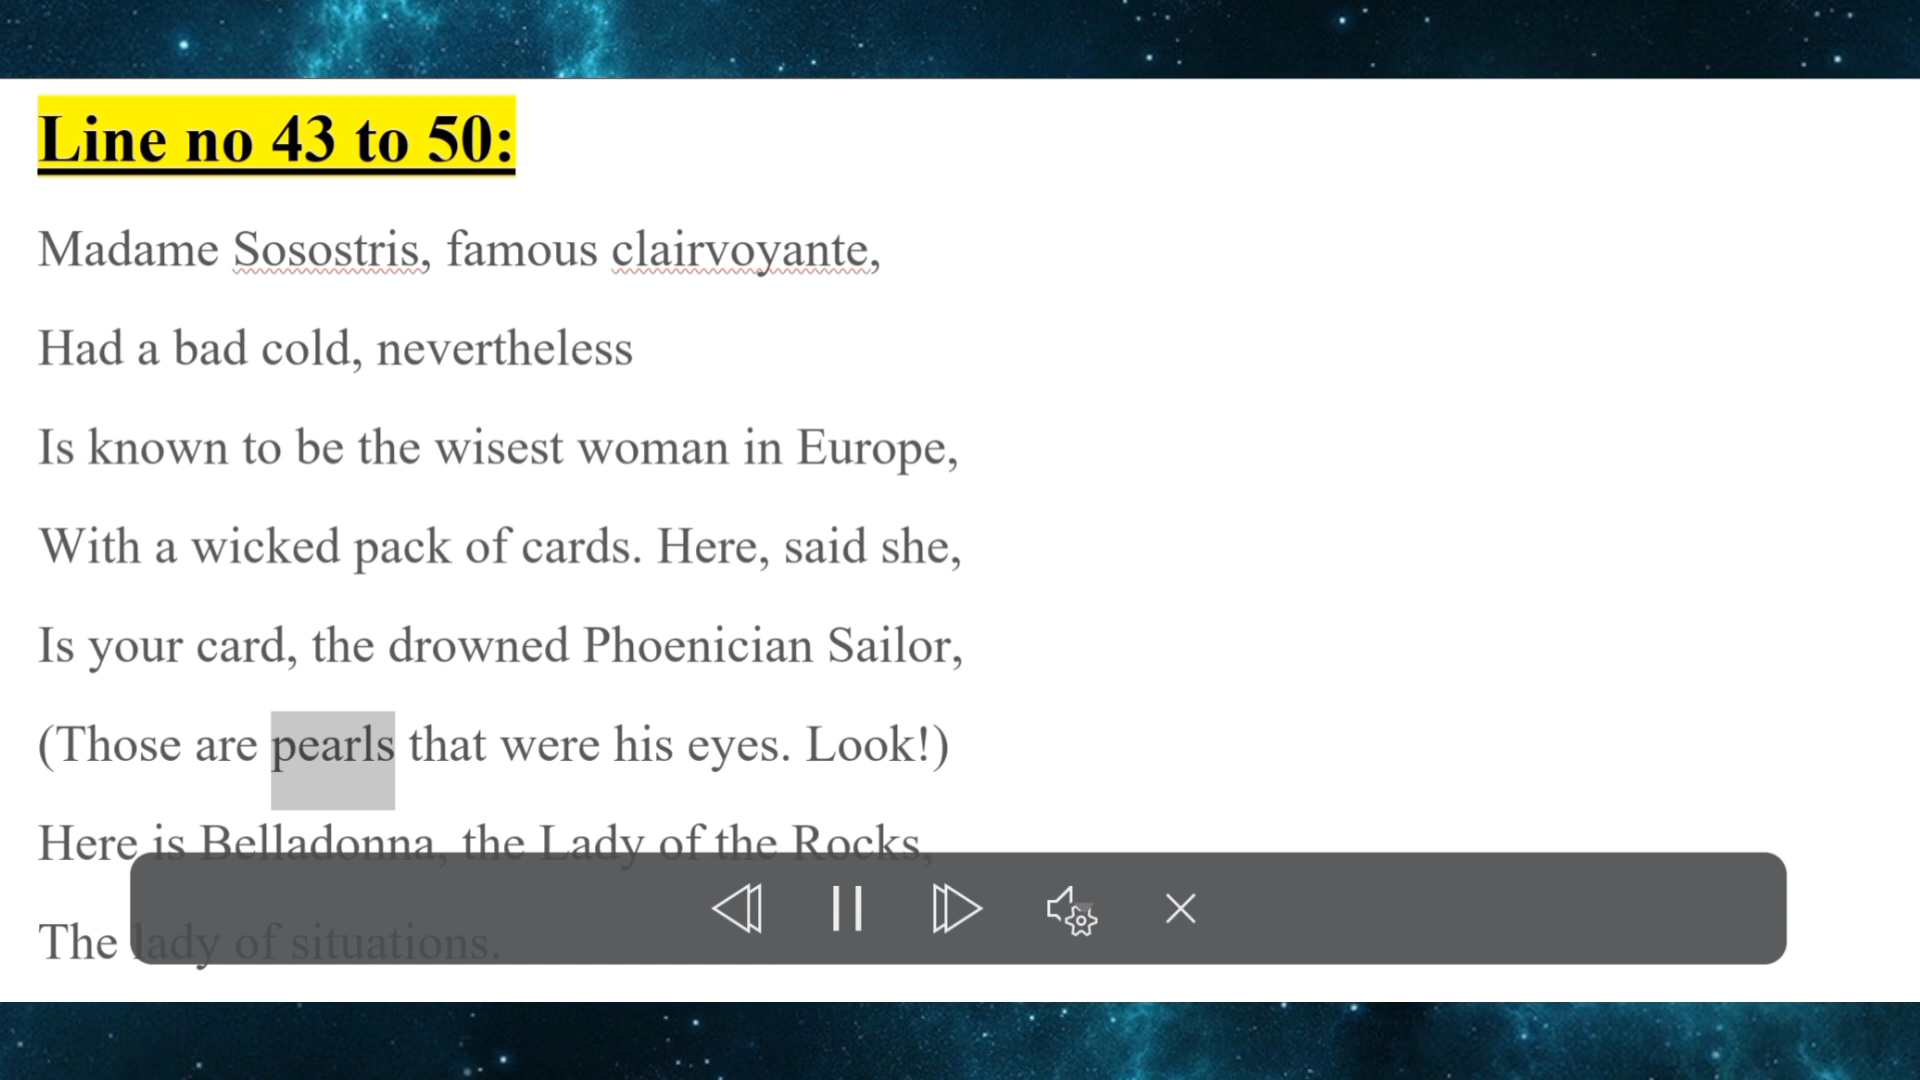 Line no 43 to 50:
Madame Sosostris, famous clairvoyante,
Had a bad cold, nevertheless
Is known to be the wisest woman in Europe,
With a wicked pack of cards. Here, said she,
Is your card, the drowned Phoenician Sailor,
(Those are pearls that were his eyes. Look!)
Here is Belladonna, the Lady of the Rocks,
The lady of situations.